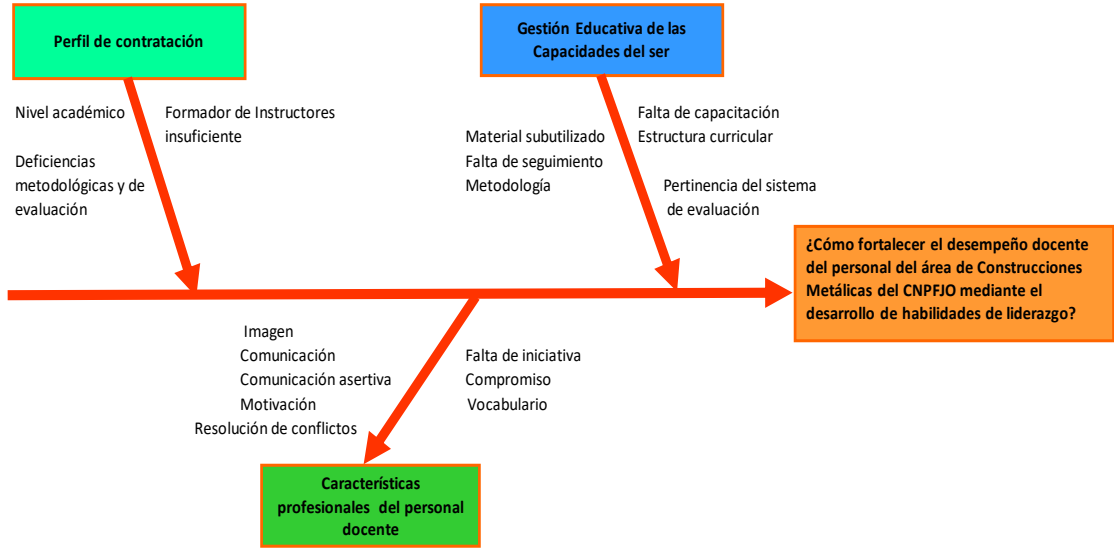 Perfil de contratación
Gestión Educativa de las
Capacidades del ser
Nivel académico
Formador de Instructores
insuficiente
Deficiencias
metodológicas y de
evaluación
Material subutilizado
Falta de seguimiento
Metodología
Falta de capacitación
Estructura curricular
Pertinencia del sistema
de evaluación
¿Cómo fortalecer el desempeño docente
del personal del área de Construcciones
Metálicas del CNPFJO mediante el
desarrollo de habilidades de liderazgo?
Imagen
Comunicación
Comunicación asertiva
Motivación
Resolución de conflictos
Falta de iniciativa
Compromiso
Vocabulario
Características
profesionales del personal
docente